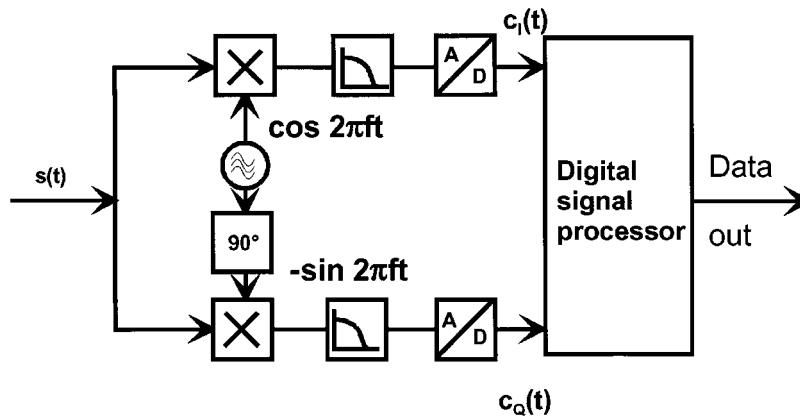 c_I(t)
A
D
cos 2πft
s(t)
Digital
signal
processor
Data
out
90°
-sin 2πft
A
D
c_Q(t)